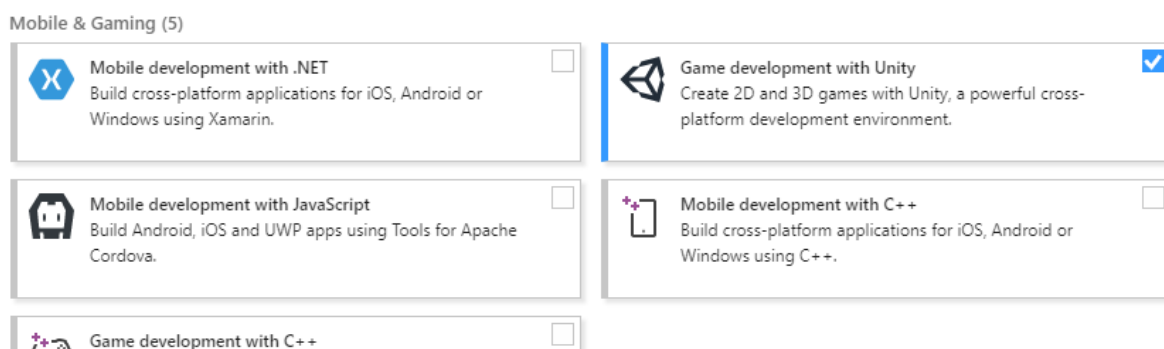 Mobile & Gaming (5)
Mobile development with .NET
Build cross-platform applications for iOS, Android or
Windows using Xamarin.
Game development with Unity
Create 2D and 3D games with Unity, a powerful cross-
platform development environment.
Mobile development with JavaScript
Build Android, iOS and UWP apps using Tools for Apache
Cordova.
Mobile development with C++
Build cross-platform applications for iOS, Android or
Windows using C++.
Game development with C++